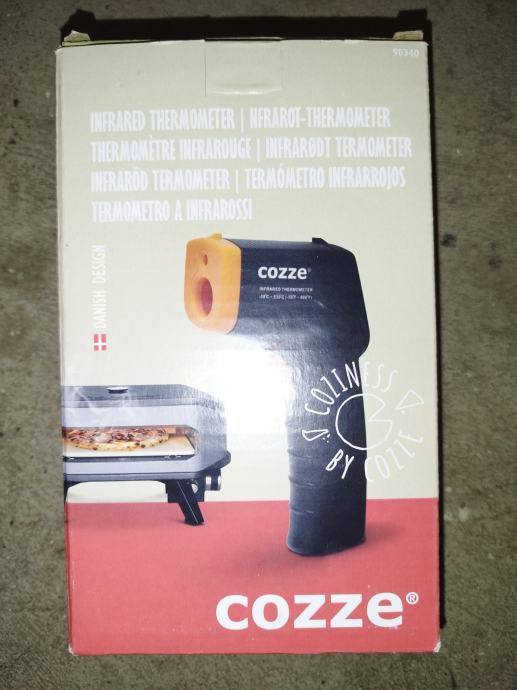 90340
INFRARED THERMOMETER | NFRAROT-THERMOMETER
THERMOMÈTRE INFRAROUGE | INFRARØDT TERMOMETER
INFRARÖD TERMOMETER | TERMÓMETRO INFRARROJOS
TERMOMETRO A INFRAROSSI
DANISH DESIGN
cozze®
INFRARED THERMOMETER
COZINESS
BY COZZE
cozze®